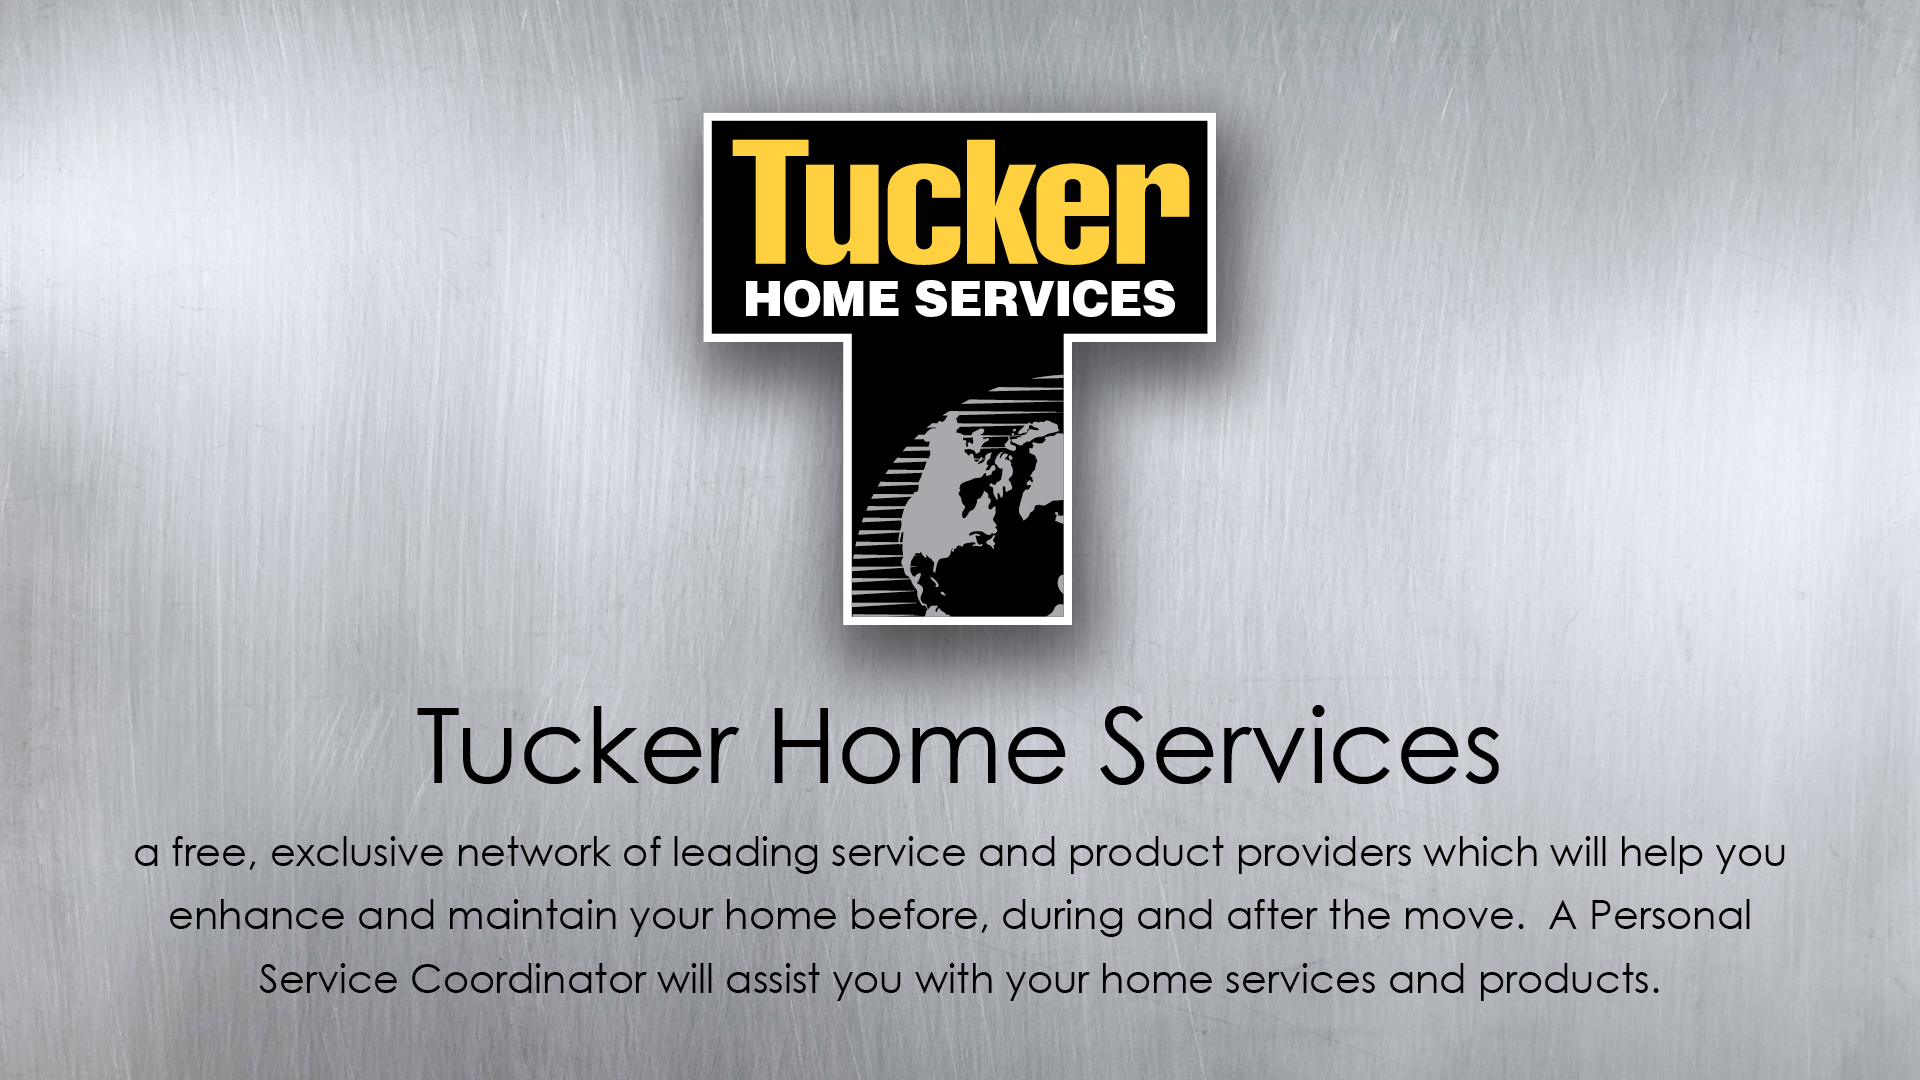 Tucker
HOME SERVICES
Tucker Home Services
a free, exclusive network of leading service and product providers which will help you
enhance and maintain your home before, during and after the move.  A Personal
Service Coordinator will assist you with your home services and products.